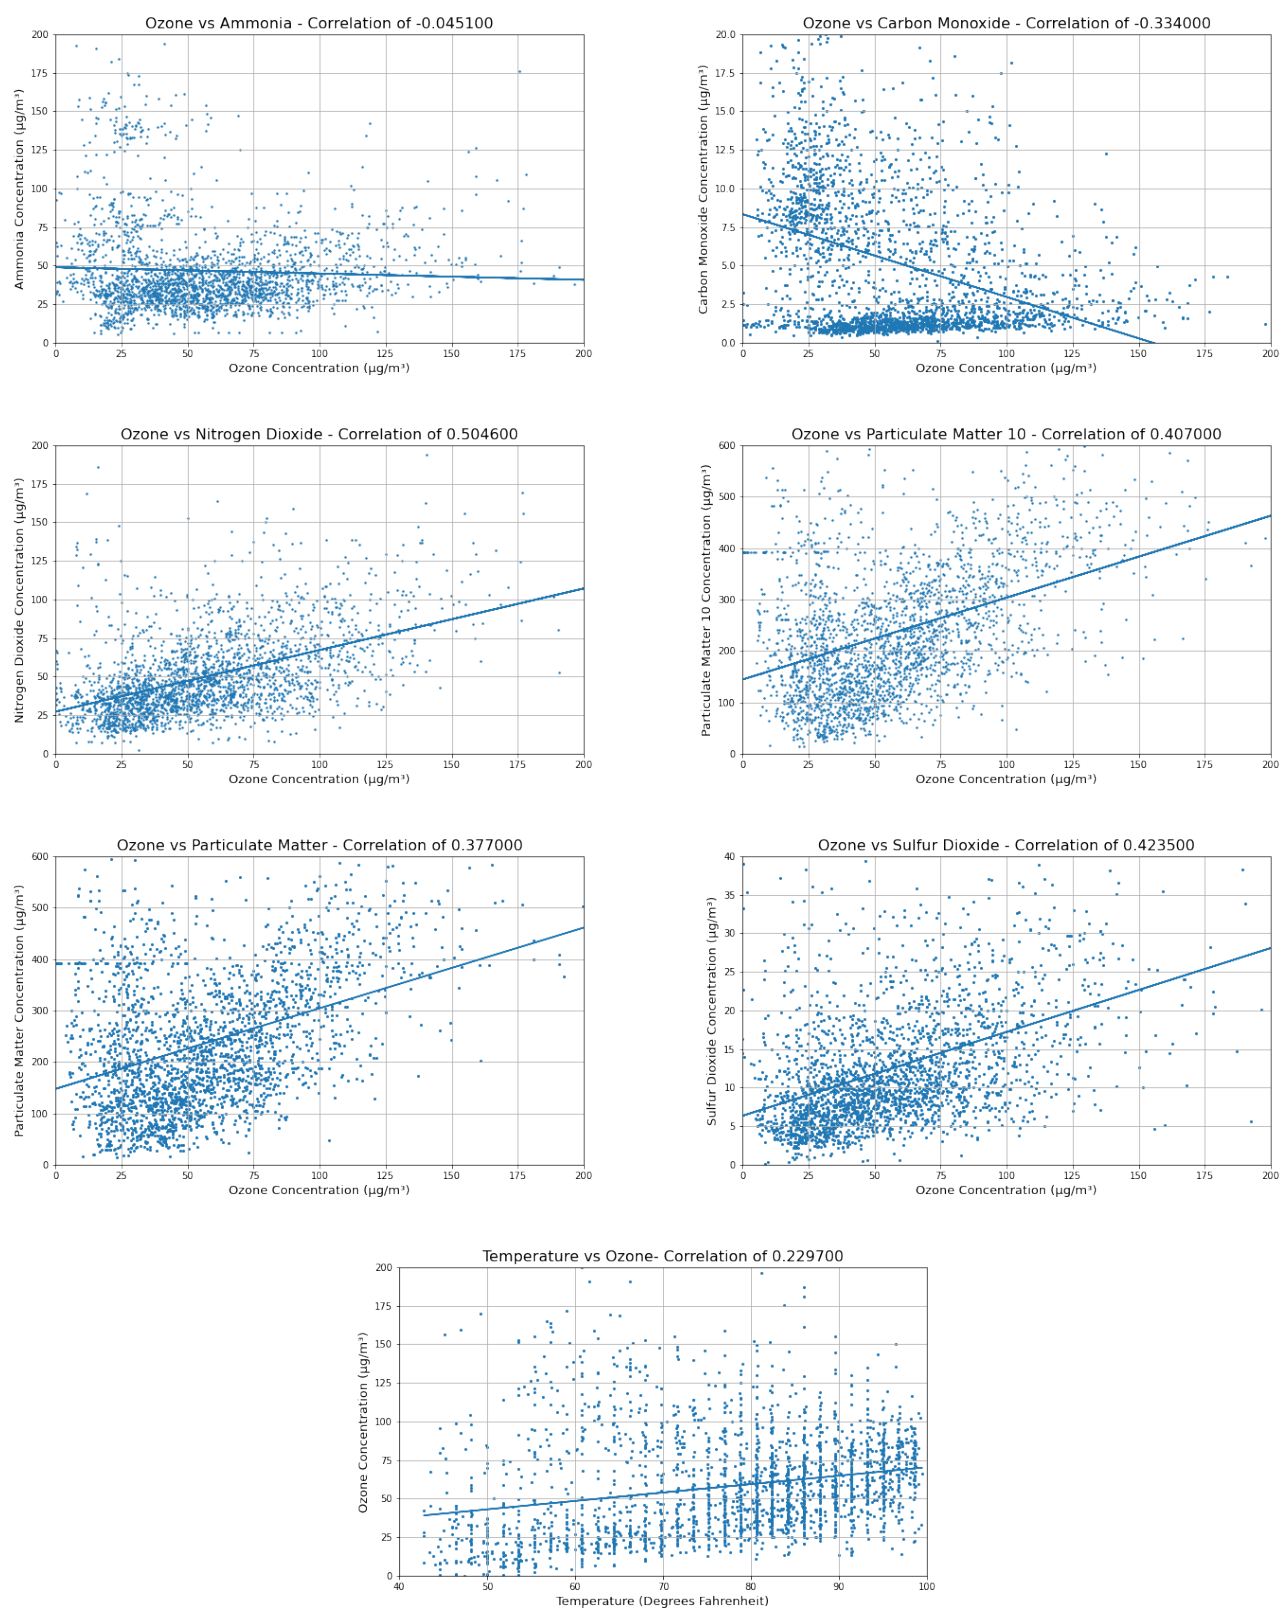 Ozone vs Ammonia - Correlation of -0.045100
200
175
150
125
100
75
50
25
0
Ammonia Concentration (µg/m³)
0 25 50 75 100 125 150 175 200
Ozone Concentration (µg/m³)
Ozone vs Carbon Monoxide - Correlation of -0.334000
20.0
17.5
15.0
12.5
10.0
7.5
5.0
2.5
0.0
Carbon Monoxide Concentration (µg/m³)
0 25 50 75 100 125 150 175 200
Ozone Concentration (µg/m³)
Ozone vs Nitrogen Dioxide - Correlation of 0.504600
200
175
150
125
100
75
50
25
0
Nitrogen Dioxide Concentration (µg/m³)
0 25 50 75 100 125 150 175 200
Ozone Concentration (µg/m³)
Ozone vs Particulate Matter 10 - Correlation of 0.407000
600
500
400
300
200
100
0
Particulate Matter 10 Concentration (µg/m³)
0 25 50 75 100 125 150 175 200
Ozone Concentration (µg/m³)
Ozone vs Particulate Matter - Correlation of 0.377000
600
500
400
300
200
100
0
Particulate Matter Concentration (µg/m³)
0 25 50 75 100 125 150 175 200
Ozone Concentration (µg/m³)
Ozone vs Sulfur Dioxide - Correlation of 0.423500
40
35
30
25
20
15
10
5
0
Sulfur Dioxide Concentration (µg/m³)
0 25 50 75 100 125 150 175 200
Ozone Concentration (µg/m³)
Temperature vs Ozone- Correlation of 0.229700
200
175
150
125
100
75
50
25
0
Ozone Concentration (µg/m³)
40 50 60 70 80 90 100
Temperature (Degrees Fahrenheit)